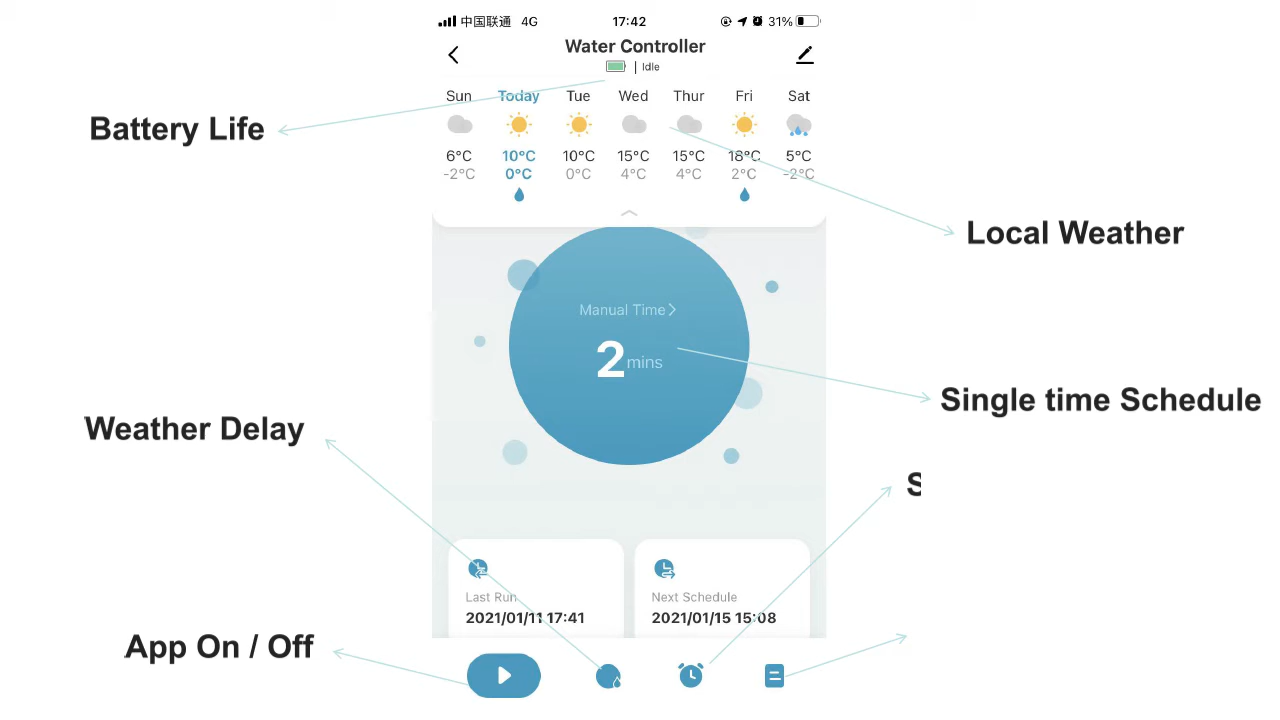 中国联通 4G 17:42 31%
Water Controller
Idle
Sun Today Tue Wed Thur Fri Sat
6°C 10°C 10°C 15°C 15°C 18°C 5°C
-2°C 0°C 0°C 4°C 4°C 2°C -2°C
Battery Life
Local Weather
Manual Time
2 mins
Single time Schedule
Weather Delay
S
Last Run
2021/01/11 17:41
Next Schedule
2021/01/15 15:08
App On / Off